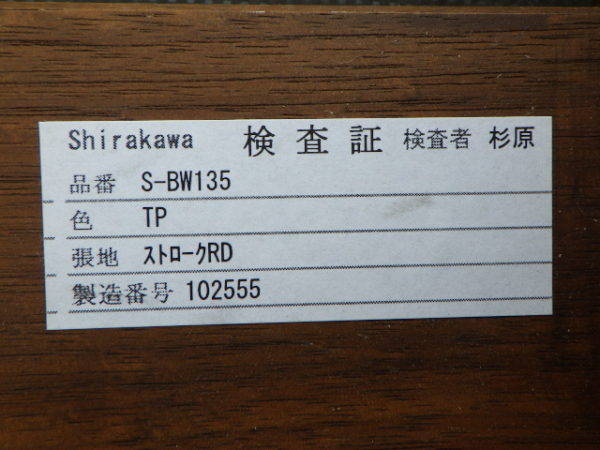 Shirakawa 検査証 検査者 杉原
品番 S-BW135
色 TP
張地 ｽﾄﾛｰｸRD
製造番号 102555